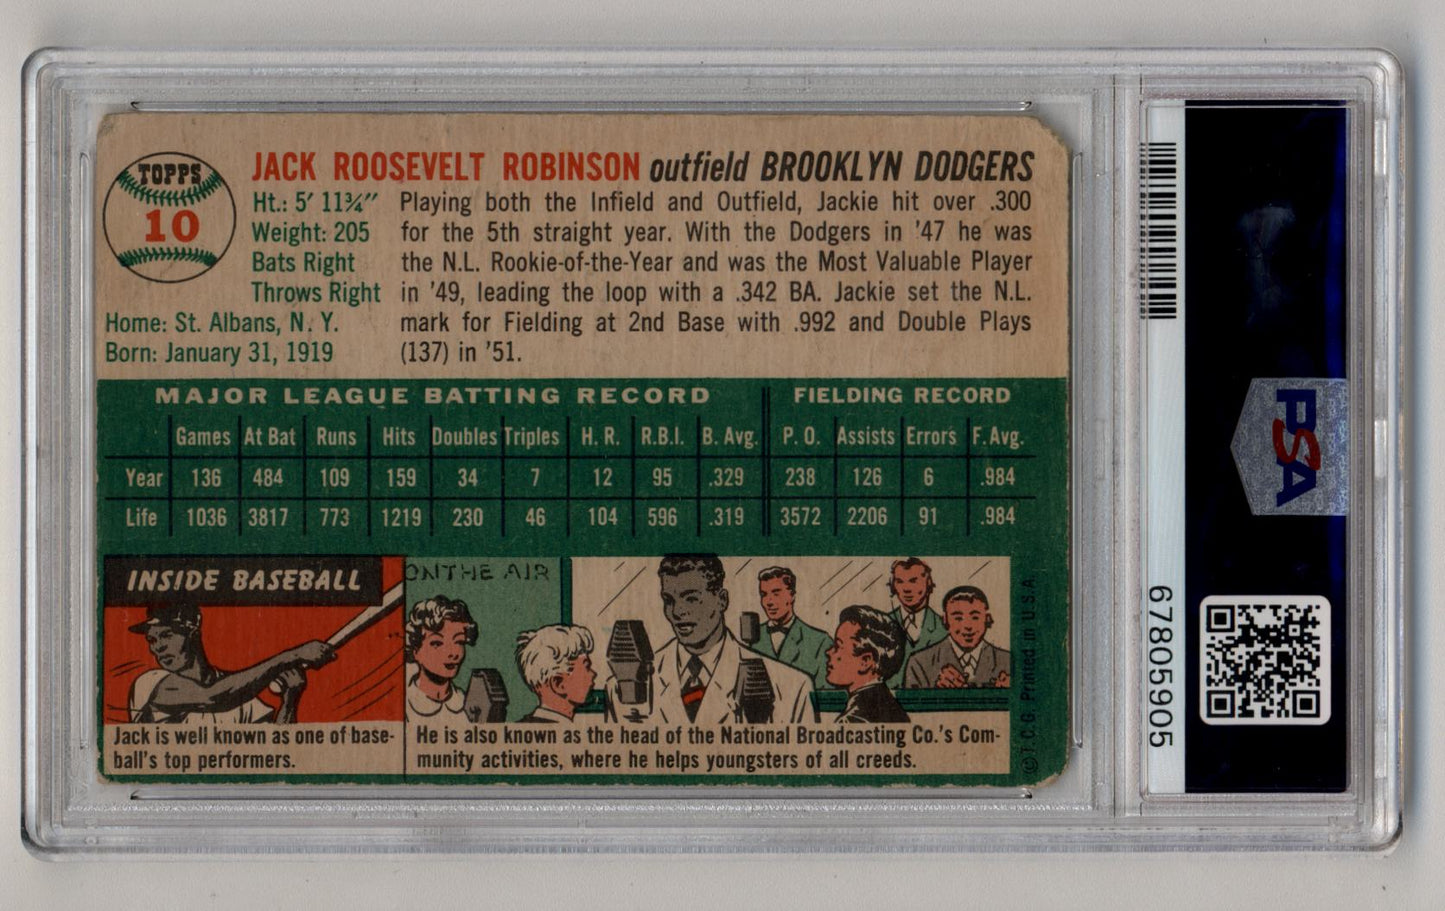 TOPPS
10
JACK ROOSEVELT ROBINSON outfield BROOKLYN DODGERS
Ht.: 5' 11¾"
Weight: 205
Bats Right
Throws Right
Home: St. Albans, N. Y.
Born: January 31, 1919
Playing both the Infield and Outfield, Jackie hit over .300
for the 5th straight year. With the Dodgers in '47 he was
the N.L. Rookie-of-the-Year and was the Most Valuable Player
in '49, leading the loop with a .342 BA. Jackie set the N.L.
mark for Fielding at 2nd Base with .992 and Double Plays
(137) in '51.
MAJOR LEAGUE BATTING RECORD FIELDING RECORD
Games At Bat Runs Hits Doubles Triples H. R. R.B.I. B. Avg. P. O. Assists Errors F. Avg.
Year 136 484 109 159 34 7 12 95 .329 238 126 6 .984
Life 1036 3817 773 1219 230 46 104 596 .319 3572 2206 91 .984
INSIDE BASEBALL
ON THE AIR
Jack is well known as one of base-
ball's top performers.
He is also known as the head of the National Broadcasting Co.'s Com-
munity activities, where he helps youngsters of all creeds.
© T.C.G. Printed in U.S.A.
67805905
PSA